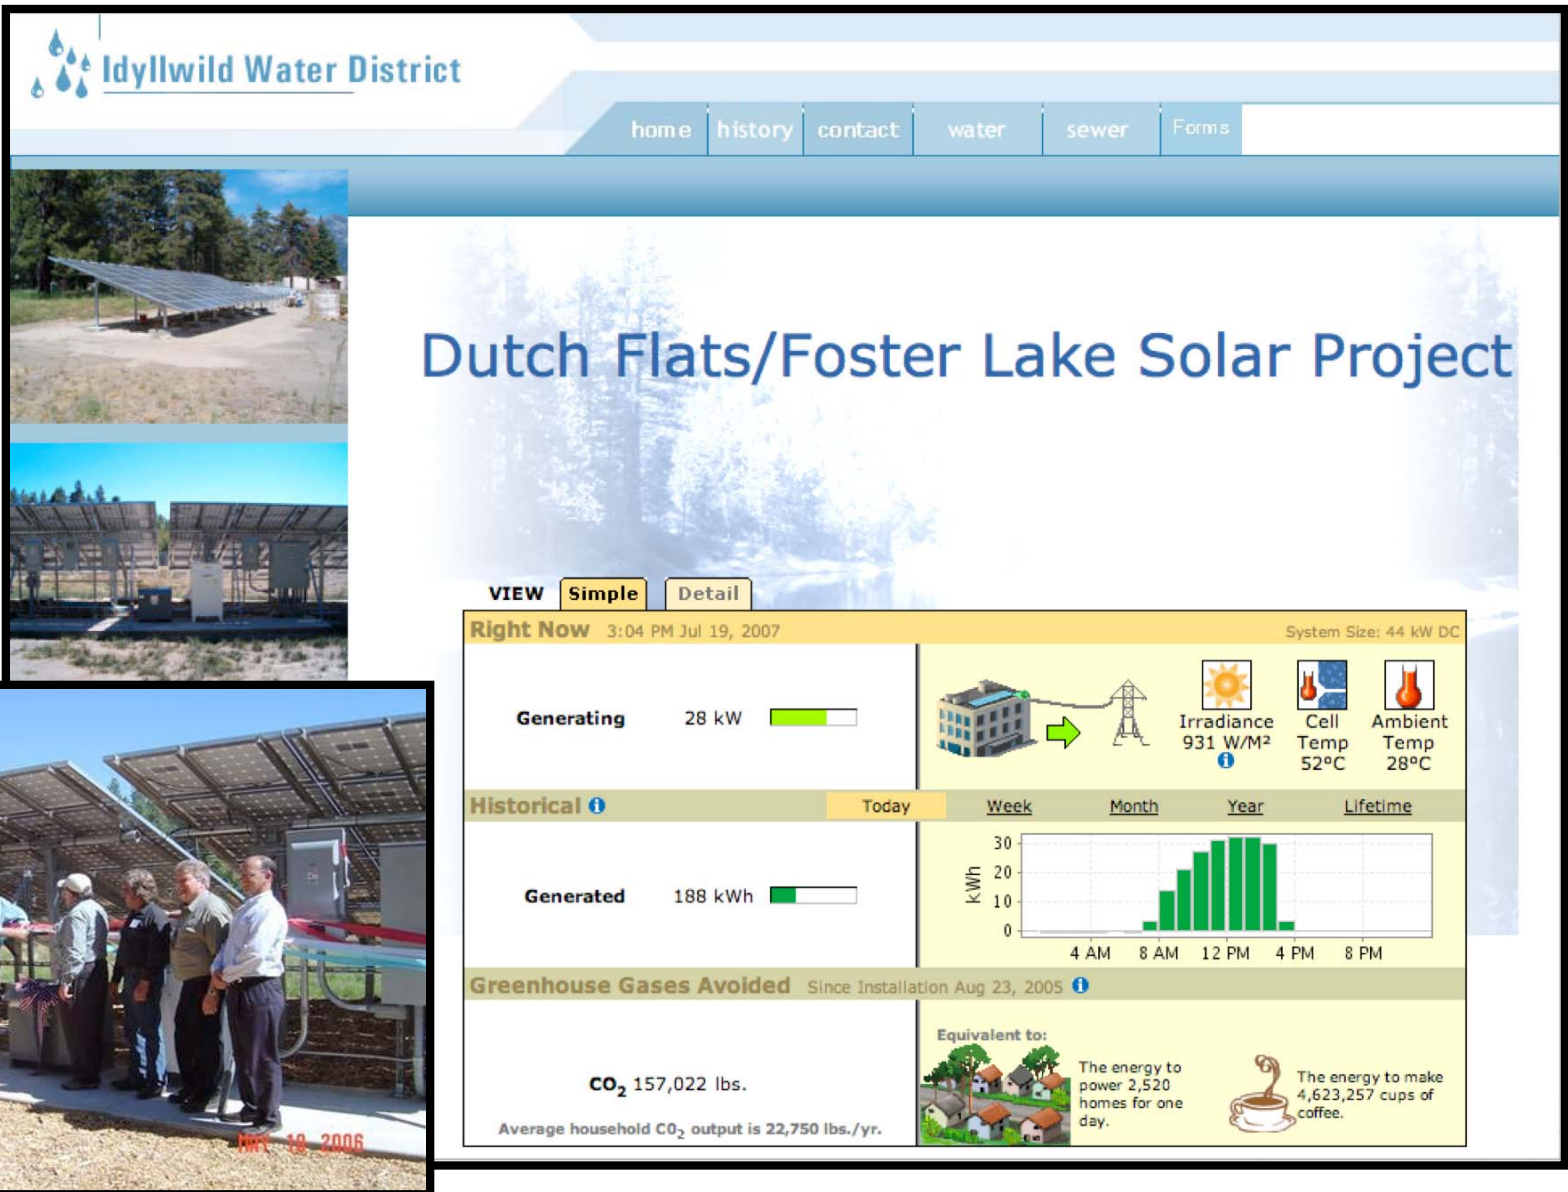 Idyllwild Water District
home history contact water sewer Forms
Dutch Flats/Foster Lake Solar Project
VIEW Simple Detail
Right Now 3:04 PM Jul 19, 2007 System Size: 44 kW DC
Generating 28 kW
Irradiance
931 W/M²
Cell
Temp
52ºC
Ambient
Temp
28ºC
Historical Today Week Month Year Lifetime
Generated 188 kWh
kWh
30
20
10
0
4 AM 8 AM 12 PM 4 PM 8 PM
Greenhouse Gases Avoided Since Installation Aug 23, 2005
CO₂ 157,022 lbs.
Average household CO₂ output is 22,750 lbs./yr.
Equivalent to:
The energy to
power 2,520
homes for one
day.
The energy to make
4,623,257 cups of
coffee.
MAY 18 2006